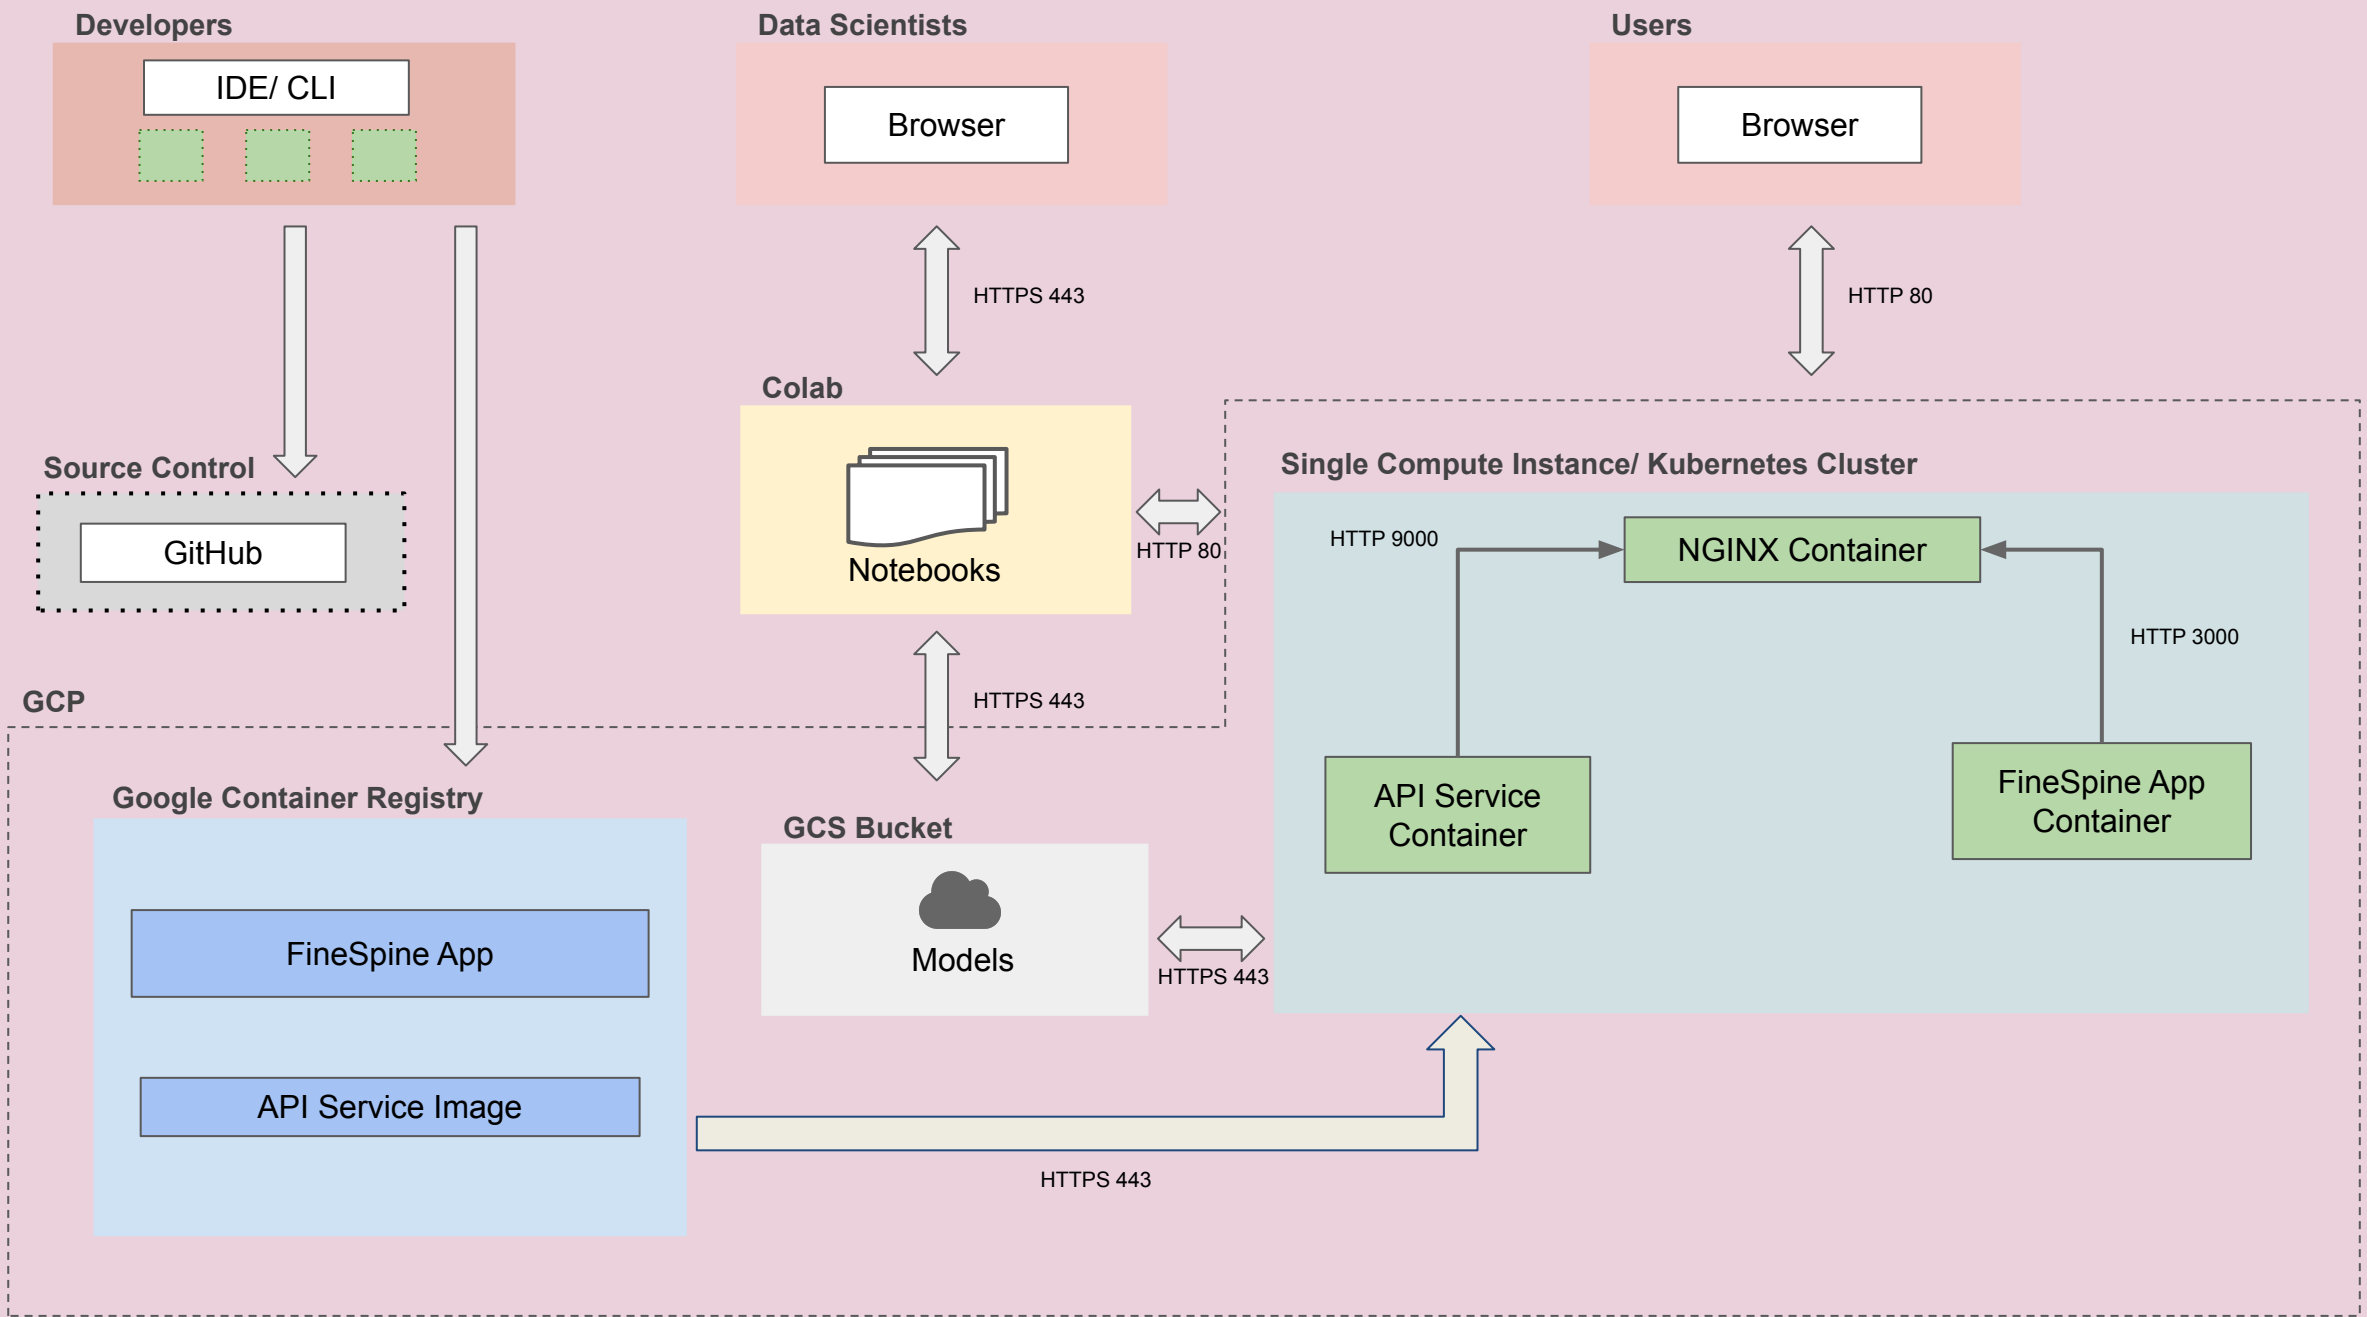 Developers
Data Scientists
Users
IDE/ CLI
Browser
Browser
HTTPS 443
HTTP 80
Colab
Source Control
Single Compute Instance/ Kubernetes Cluster
GitHub
Notebooks
HTTP 80
HTTP 9000
NGINX Container
HTTP 3000
GCP
HTTPS 443
Google Container Registry
GCS Bucket
API Service
Container
FineSpine App
Container
FineSpine App
Models
HTTPS 443
API Service Image
HTTPS 443